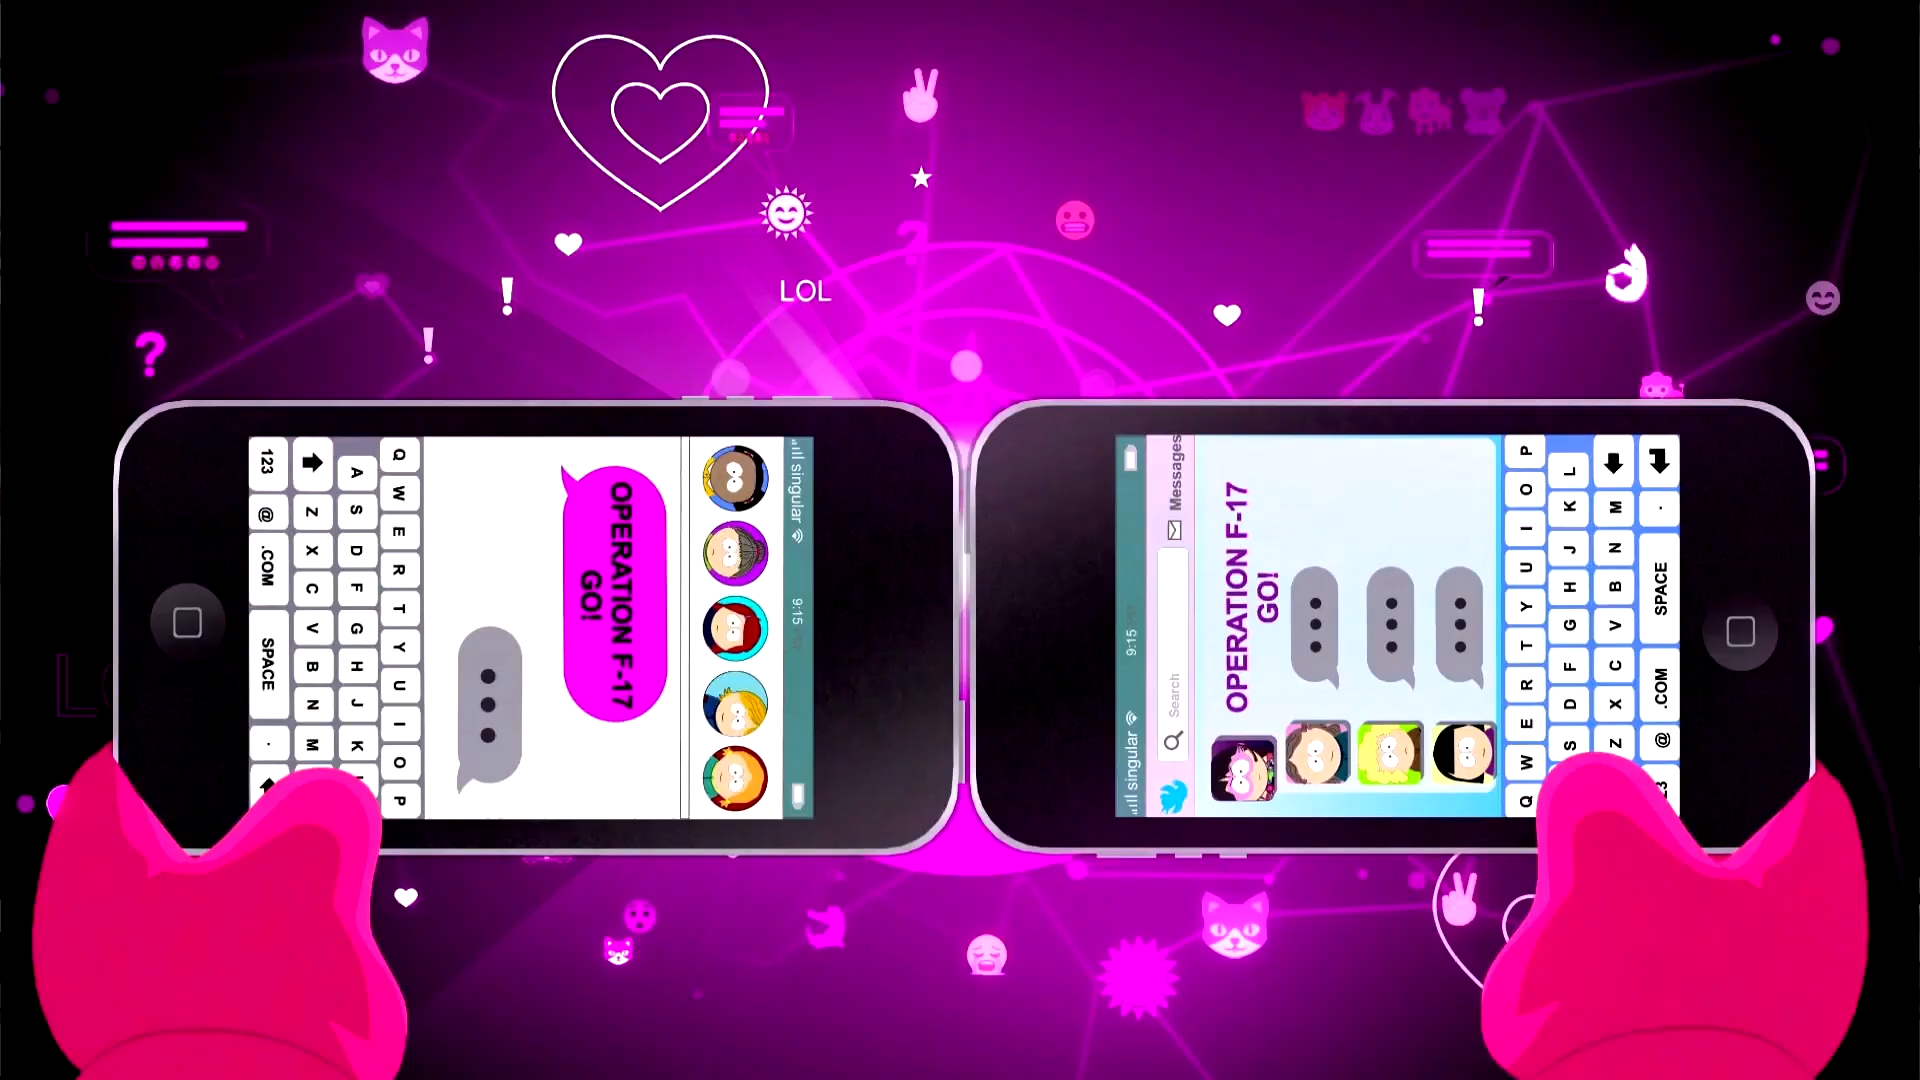 LOL
?
?
!
!
!
singular
9:15
OPERATION F-17
GO!
...
Q W E R T Y U I O P
A S D F G H J K
Z X C V B N M
123 @ .COM SPACE .
singular
9:15
Search
Messages
OPERATION F-17
GO!
...
...
...
Q W E R T Y U I O P
S D F G H J K L
Z X C V B N M
@ .COM SPACE .